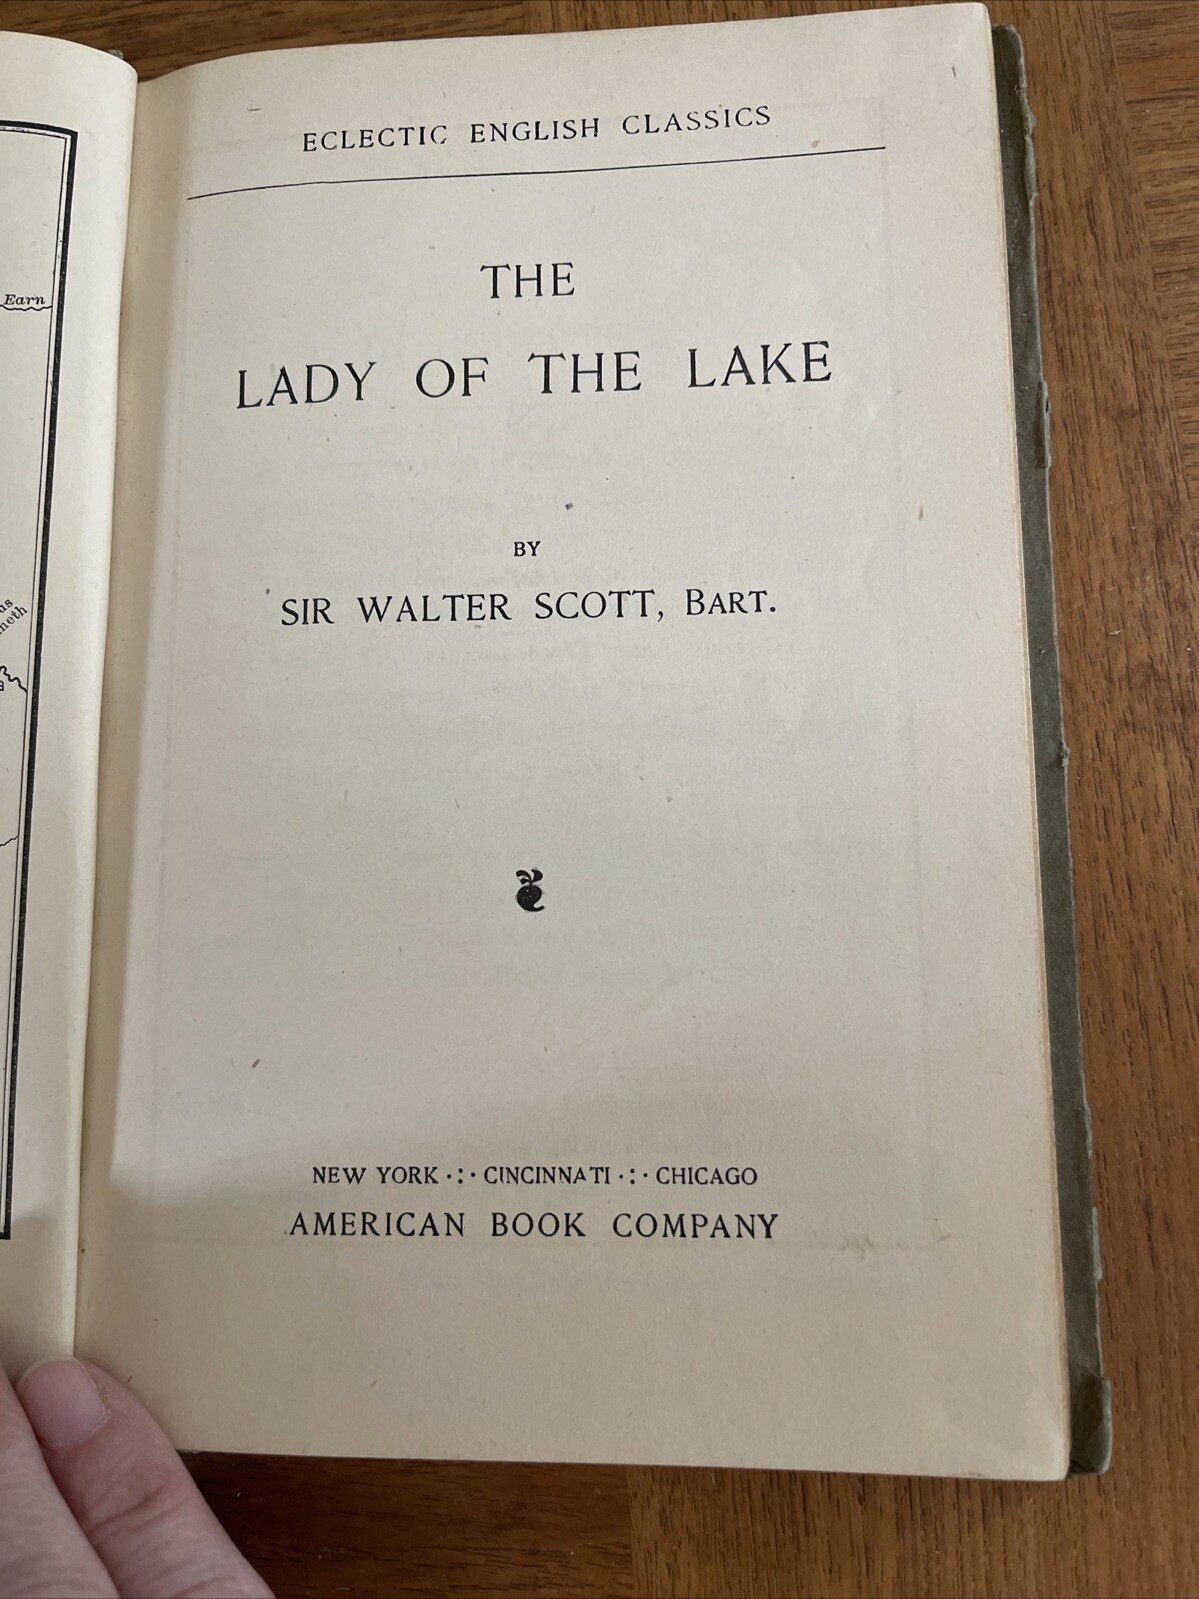 ECLECTIC ENGLISH CLASSICS
THE
LADY OF THE LAKE
BY
SIR WALTER SCOTT, BART.
NEW YORK ·:· CINCINNATI ·:· CHICAGO
AMERICAN BOOK COMPANY
Earn